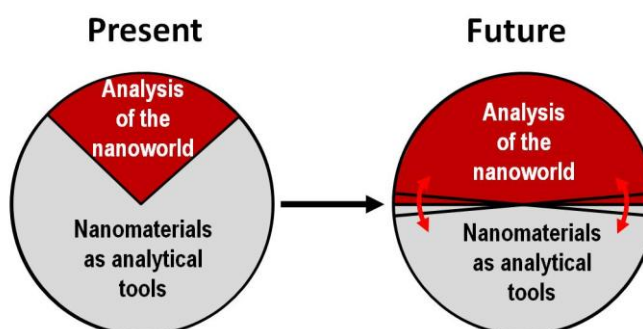 Present
Analysis
of the
nanoworld
Nanomaterials
as analytical
tools
Future
Analysis
of the
nanoworld
Nanomaterials
as analytical
tools